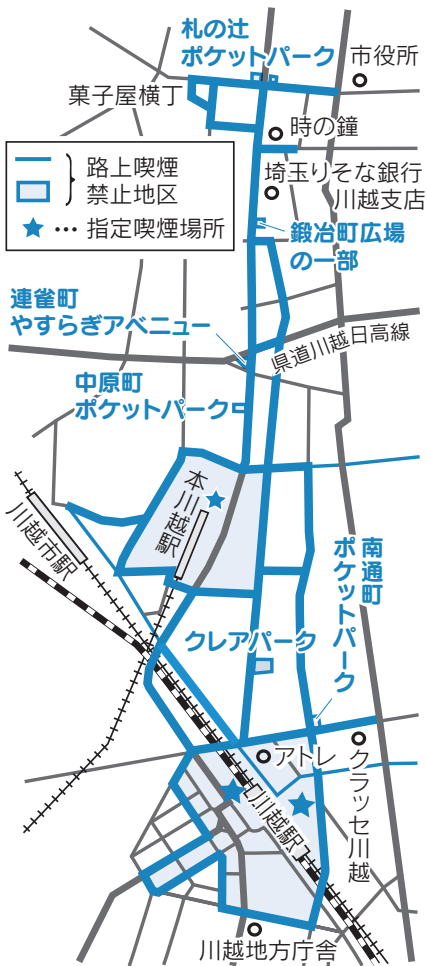 札の辻
ポケットパーク
市役所
菓子屋横丁
時の鐘
路上喫煙
禁止地区
… 指定喫煙場所
埼玉りそな銀行
川越支店
鍛冶町広場
の一部
連雀町
やすらぎアベニュー
県道川越日高線
中原町
ポケットパーク
本川越駅
川越市駅
南通町
ポケットパーク
クレアパーク
アトレ
クラッセ川越
川越駅
川越地方庁舎